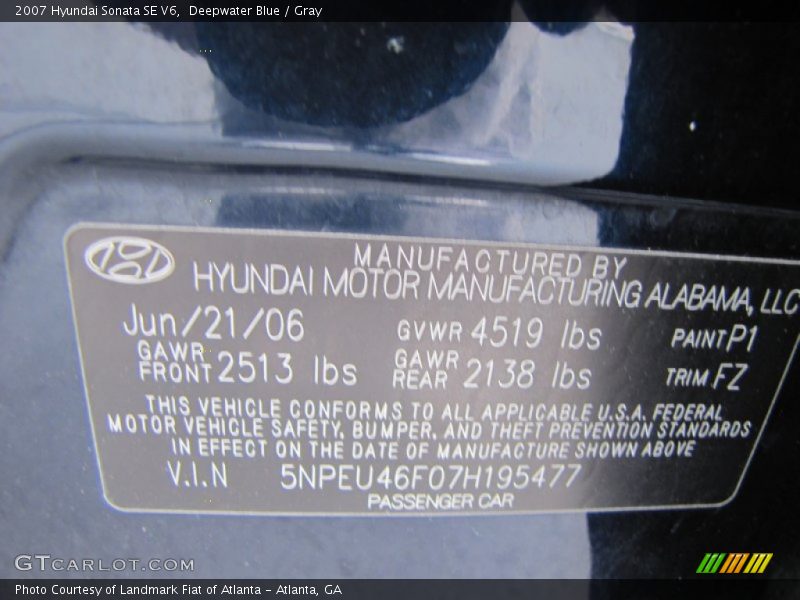 2007 Hyundai Sonata SE V6, Deepwater Blue / Gray
MANUFACTURED BY
HYUNDAI MOTOR MANUFACTURING ALABAMA, LLC
Jun/21/06 GVWR 4519 lbs PAINT P1
GAWR FRONT 2513 lbs GAWR REAR 2138 lbs TRIM FZ
THIS VEHICLE CONFORMS TO ALL APPLICABLE U.S.A. FEDERAL
MOTOR VEHICLE SAFETY, BUMPER, AND THEFT PREVENTION STANDARDS
IN EFFECT ON THE DATE OF MANUFACTURE SHOWN ABOVE
V.I.N 5NPEU46F07H195477
PASSENGER CAR
GTCARLOT.COM
Photo Courtesy of Landmark Fiat of Atlanta - Atlanta, GA